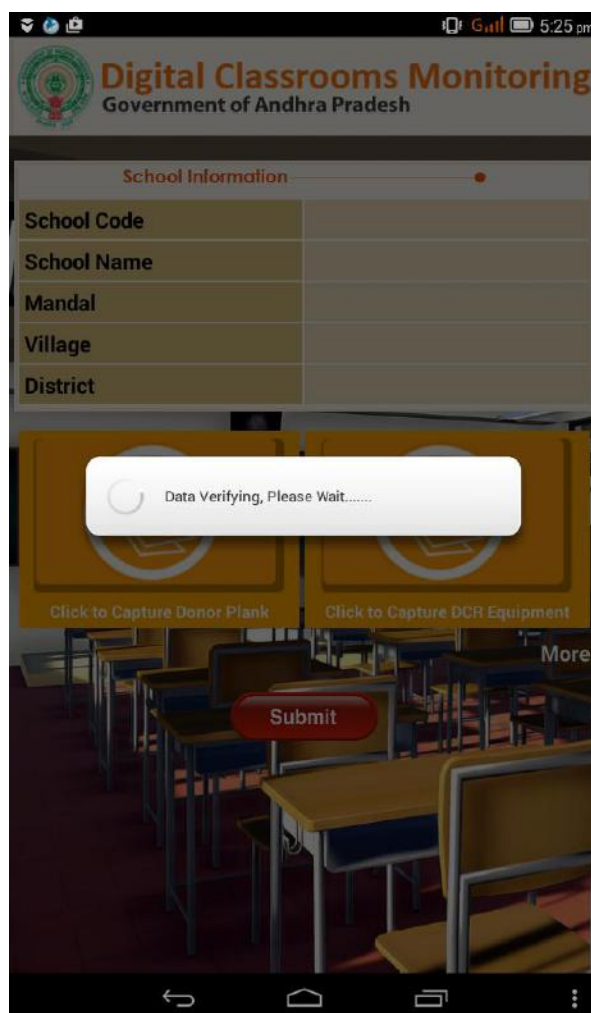 G 5:25 pm
Digital Classrooms Monitoring
Government of Andhra Pradesh
School Information
School Code
School Name
Mandal
Village
District
Data Verifying, Please Wait.......
Click to Capture Donor Plank
Click to Capture DCR Equipment
More
Submit